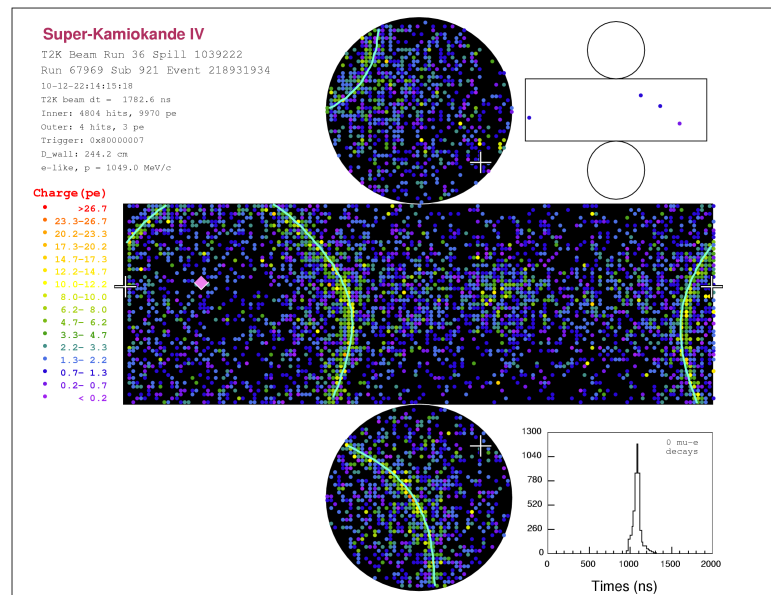 Super-Kamiokande IV
T2K Beam Run 36 Spill 1039222
Run 67969 Sub 921 Event 218931934
10-12-22:14:15:18
T2K beam dt = 1782.6 ns
Inner: 4804 hits, 9970 pe
Outer: 4 hits, 3 pe
Trigger: 0x80000007
D_wall: 244.2 cm
e-like, p = 1049.0 MeV/c
Charge(pe)
>26.7
23.3-26.7
20.2-23.3
17.3-20.2
14.7-17.3
12.2-14.7
10.0-12.2
8.0-10.0
6.2- 8.0
4.7- 6.2
3.3- 4.7
2.2- 3.3
1.3- 2.2
0.7- 1.3
0.2- 0.7
< 0.2
0 mu-e
decays
1300
1040
780
520
260
0
0 500 1000 1500 2000
Times (ns)